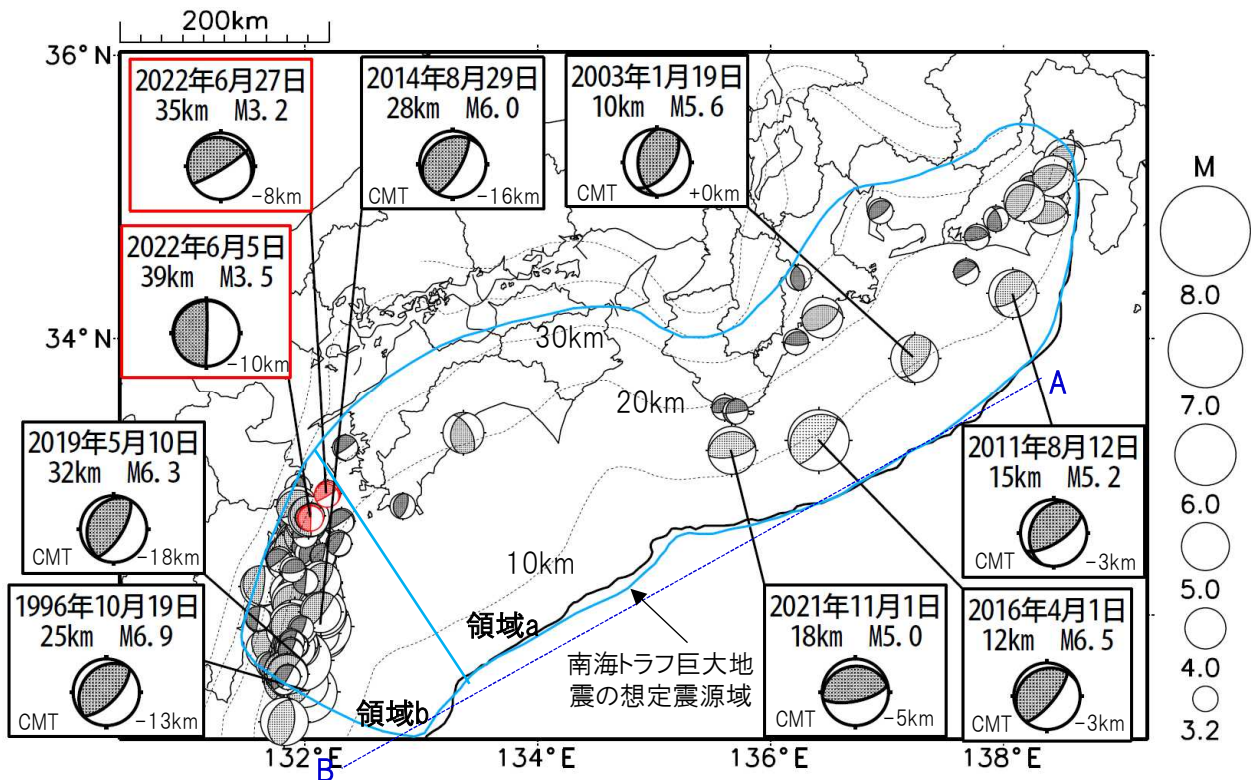 200km
36°N
34°N
2022年6月27日
35km M3.2
-8km
2014年8月29日
28km M6.0
CMT -16km
2003年1月19日
10km M5.6
CMT +0km
2022年6月5日
39km M3.5
-10km
2019年5月10日
32km M6.3
CMT -18km
1996年10月19日
25km M6.9
CMT -13km
30km
20km
10km
領域a
領域b
南海トラフ巨大地
震の想定震源域
A
B
2011年8月12日
15km M5.2
CMT -3km
2021年11月1日
18km M5.0
CMT -5km
2016年4月1日
12km M6.5
CMT -3km
132°E
134°E
136°E
138°E
M
8.0
7.0
6.0
5.0
4.0
3.2